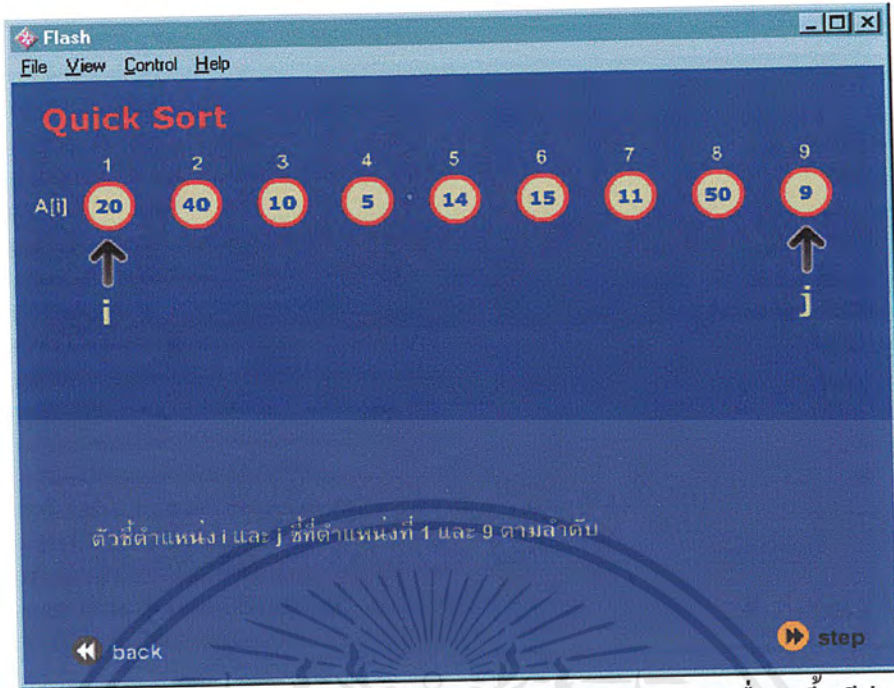 Flash
File View Control Help
Quick Sort
1 2 3 4 5 6 7 8 9
A[i] 20 40 10 5 14 15 11 50 9
i j
ตัวชี้ตำแหน่ง i และ j ชี้ที่ตำแหน่งที่ 1 และ 9 ตามลำดับ
back step